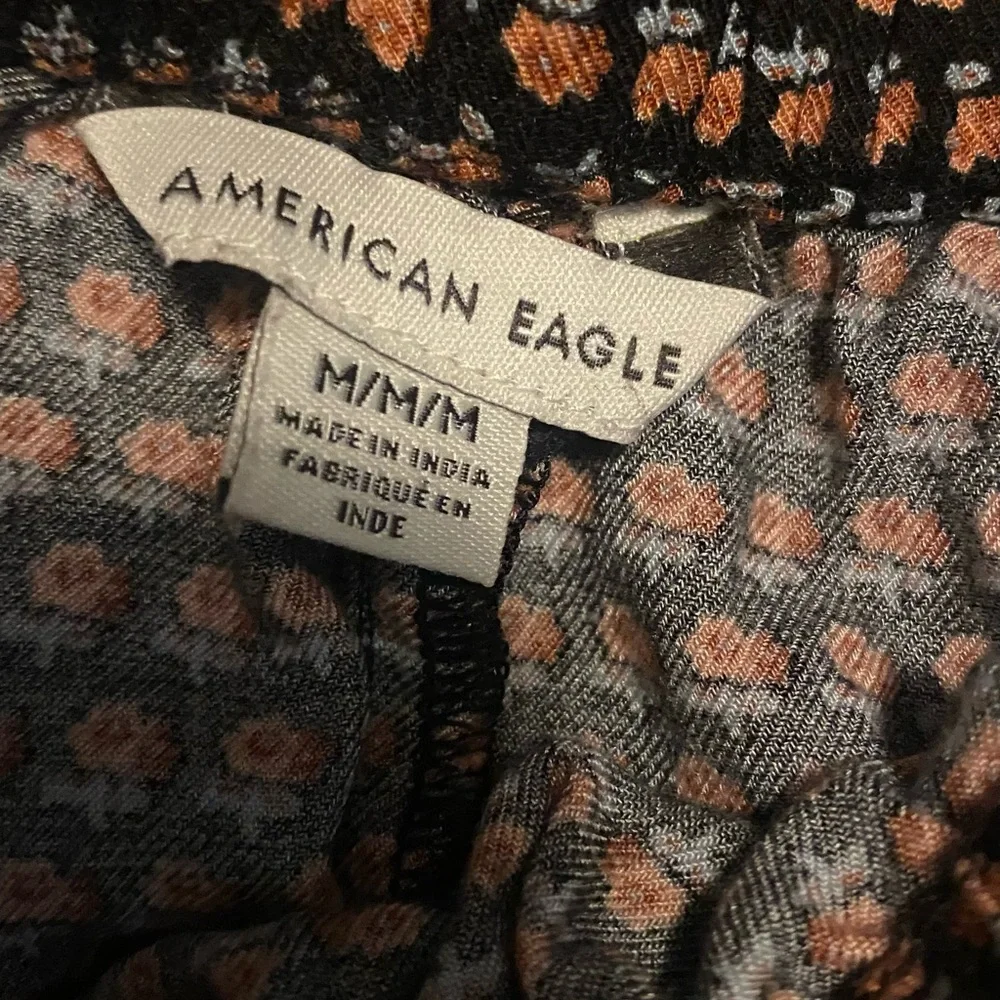 AMERICAN EAGLE
M/M/M
MADE IN INDIA
FABRIQUÉ EN
INDE